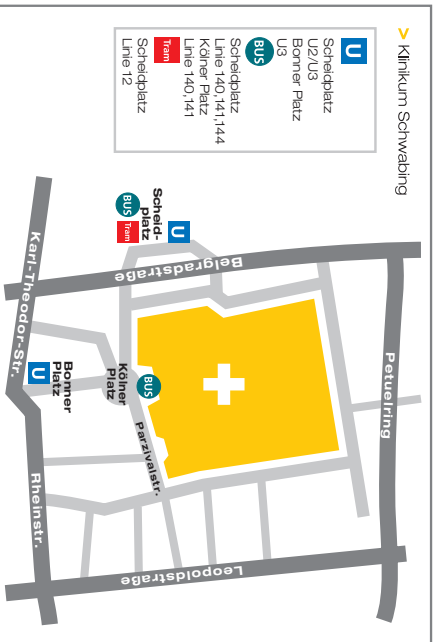 > Klinikum Schwabing
U
Scheidplatz
U2/U3
Bonner Platz
U3
BUS
Scheidplatz
Linie 140,141,144
Kölner Platz
Linie 140,141
Tram
Scheidplatz
Linie 12
Petuelring
Belgradstraße
Scheid-
platz
U
BUS
Tram
BUS
Kölner
Platz
Parzivalstr.
Bonner
Platz
U
Karl-Theodor-Str.
Rheinstr.
Leopoldstraße